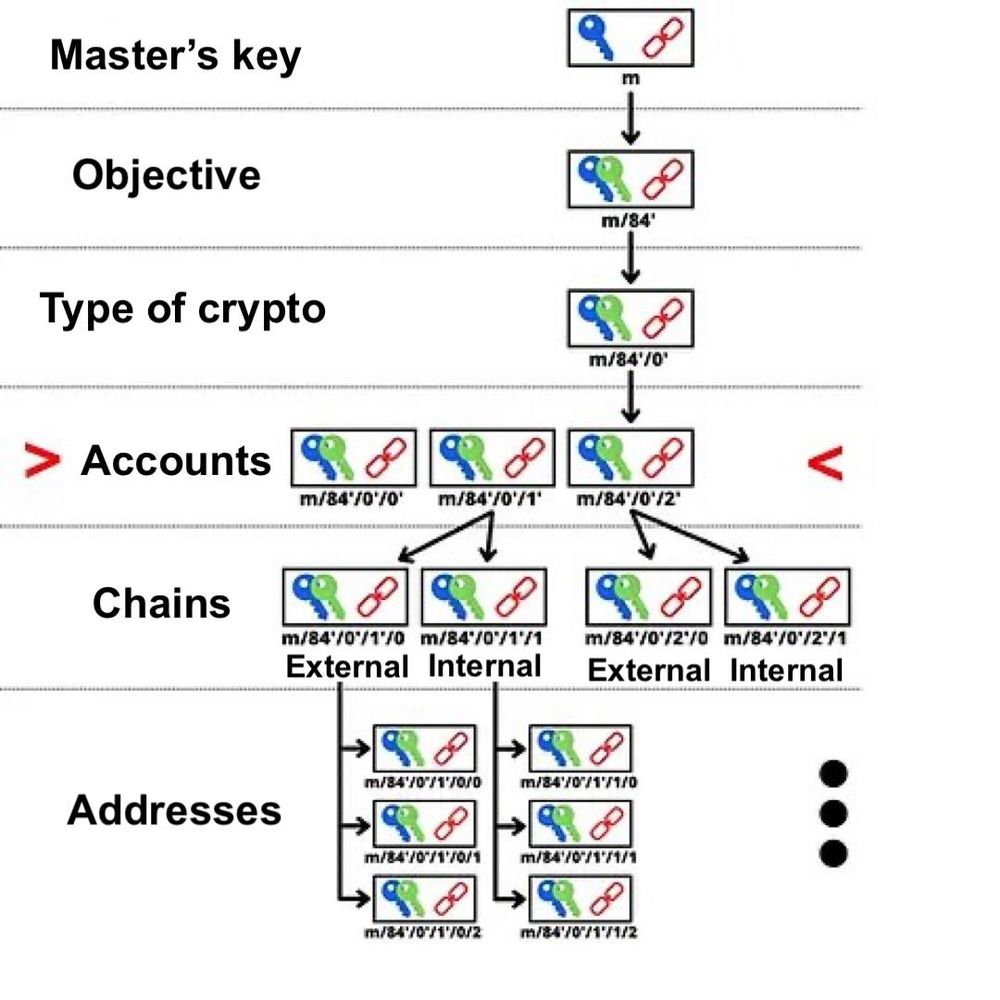 Master's key
m
Objective
m/84'
Type of crypto
m/84'/0'
> Accounts <
m/84'/0'/0' m/84'/0'/1' m/84'/0'/2'
Chains
m/84'/0'/1'/0 m/84'/0'/1'/1 m/84'/0'/2'/0 m/84'/0'/2'/1
External Internal External Internal
m/84'/0'/1'/0/0 m/84'/0'/1'/1/0
Addresses
m/84'/0'/1'/0/1 m/84'/0'/1'/1/1
m/84'/0'/1'/0/2 m/84'/0'/1'/1/2